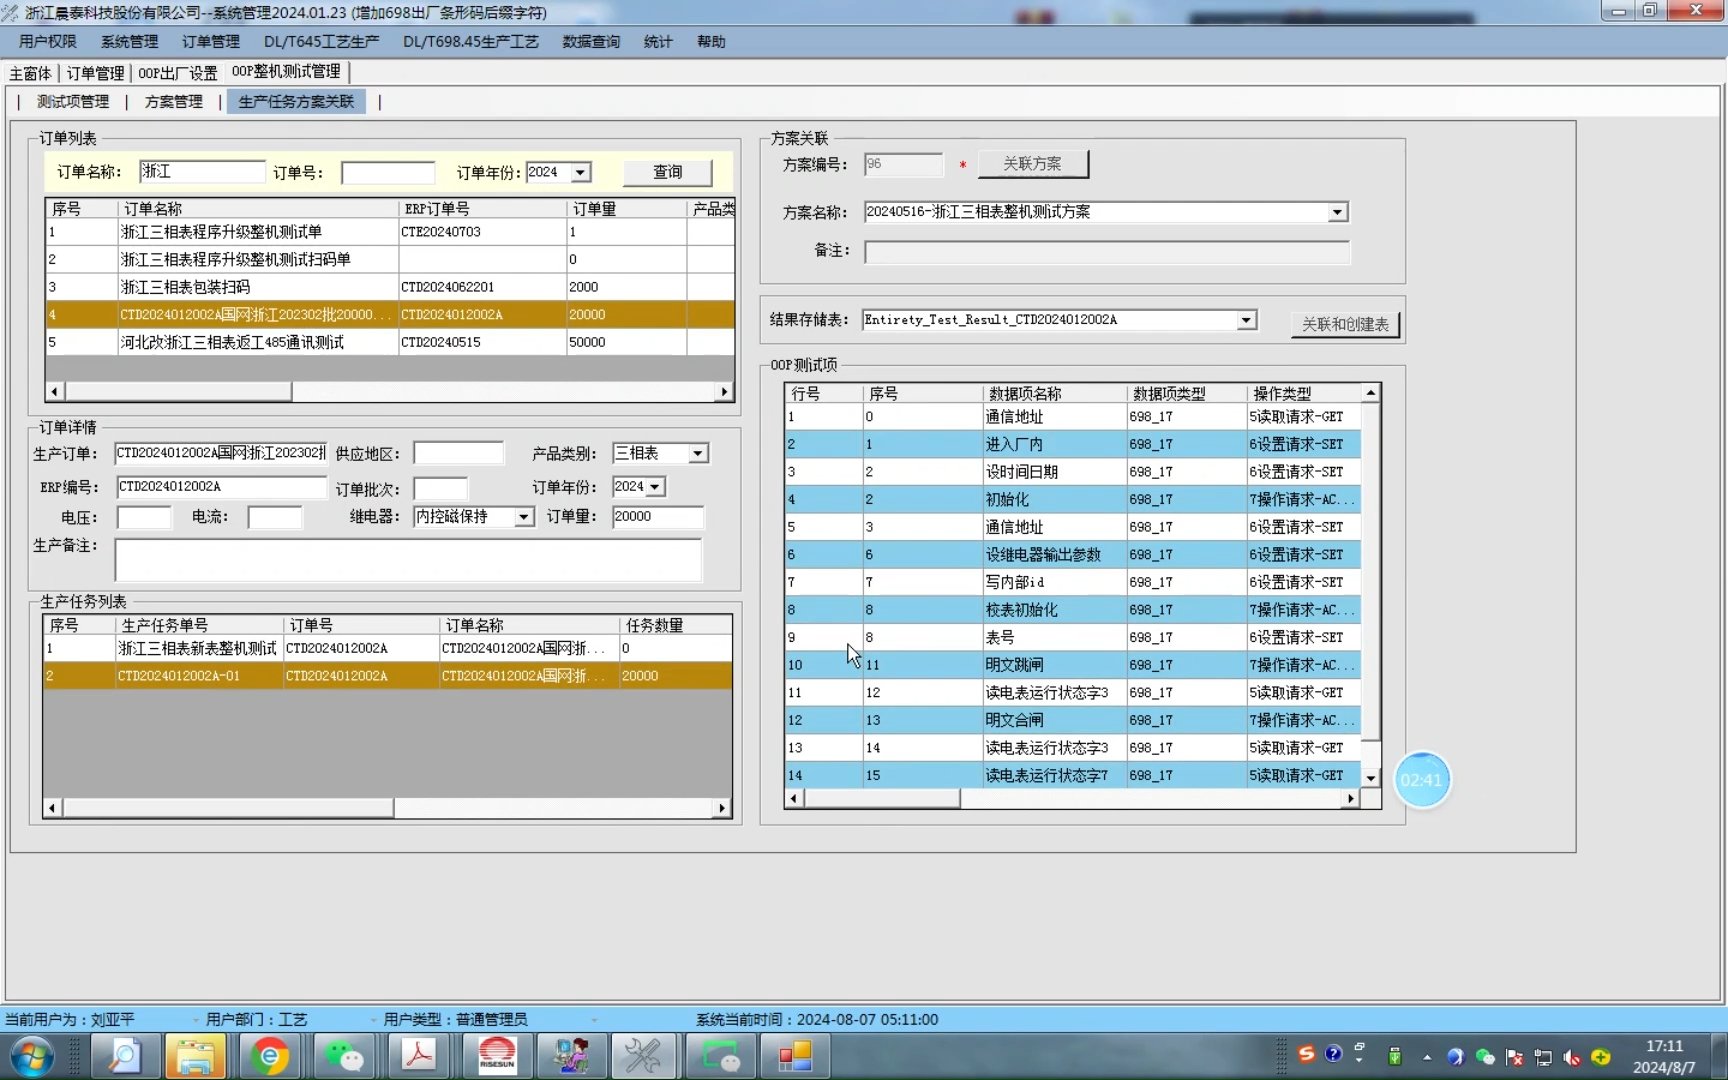 浙江晨泰科技股份有限公司--系统管理2024.01.23 (增加698出厂条形码后缀字符)
用户权限 系统管理 订单管理 DL/T645工艺生产 DL/T698.45生产工艺 数据查询 统计 帮助
主窗体 订单管理 OOP出厂设置 OOP整机测试管理
测试项管理 方案管理 生产任务方案关联
订单列表
订单名称: 浙江 订单号: 订单年份: 2024 查询
序号 订单名称 ERP订单号 订单量 产品类
1 浙江三相表程序升级整机测试单 CTE20240703 1
2 浙江三相表程序升级整机测试扫码单 0
3 浙江三相表包装扫码 CTD2024062201 2000
4 CTD2024012002A国网浙江202302批20000... CTD2024012002A 20000
5 河北改浙江三相表返工485通讯测试 CTD20240515 50000
订单详情
生产订单: CTD2024012002A国网浙江202302批 供应地区: 产品类别: 三相表
ERP编号: CTD2024012002A 订单批次: 订单年份: 2024
电压: 电流: 继电器: 内控磁保持 订单量: 20000
生产备注:
生产任务列表
序号 生产任务单号 订单号 订单名称 任务数量
1 浙江三相表新表整机测试 CTD2024012002A CTD2024012002A国网浙... 0
2 CTD2024012002A-01 CTD2024012002A CTD2024012002A国网浙... 20000
方案关联
方案编号: 96 * 关联方案
方案名称: 20240516-浙江三相表整机测试方案
备注:
结果存储表: Entirety_Test_Result_CTD2024012002A 关联和创建表
OOP测试项
行号 序号 数据项名称 数据项类型 操作类型
1 0 通信地址 698_17 5读取请求-GET
2 1 进入厂内 698_17 6设置请求-SET
3 2 设时间日期 698_17 6设置请求-SET
4 2 初始化 698_17 7操作请求-AC...
5 3 通信地址 698_17 6设置请求-SET
6 6 设继电器输出参数 698_17 6设置请求-SET
7 7 写内部id 698_17 6设置请求-SET
8 8 校表初始化 698_17 7操作请求-AC...
9 8 表号 698_17 6设置请求-SET
10 11 明文跳闸 698_17 7操作请求-AC...
11 12 读电表运行状态字3 698_17 5读取请求-GET
12 13 明文合闸 698_17 7操作请求-AC...
13 14 读电表运行状态字3 698_17 5读取请求-GET
14 15 读电表运行状态字7 698_17 5读取请求-GET
02:41
当前用户为：刘亚平 用户部门：工艺 用户类型：普通管理员 系统当前时间：2024-08-07 05:11:00
RISESUN
17:11
2024/8/7